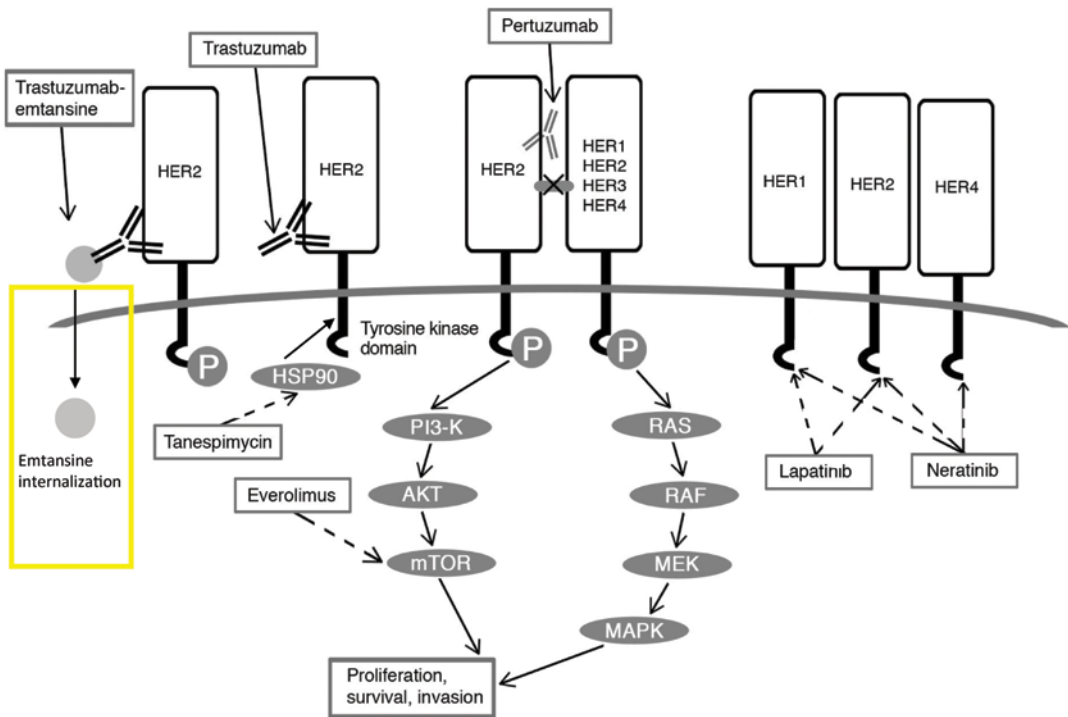 Pertuzumab
Trastuzumab
Trastuzumab-
emtansine
HER2
HER2
HER2
HER1
HER2
HER3
HER4
HER1
HER2
HER4
Tyrosine kinase
domain
P
P
P
HSP90
Tanespimycin
PI3-K
RAS
Emtansine
internalization
Lapatinib
Neratinib
Everolimus
AKT
RAF
mTOR
MEK
MAPK
Proliferation,
survival, invasion